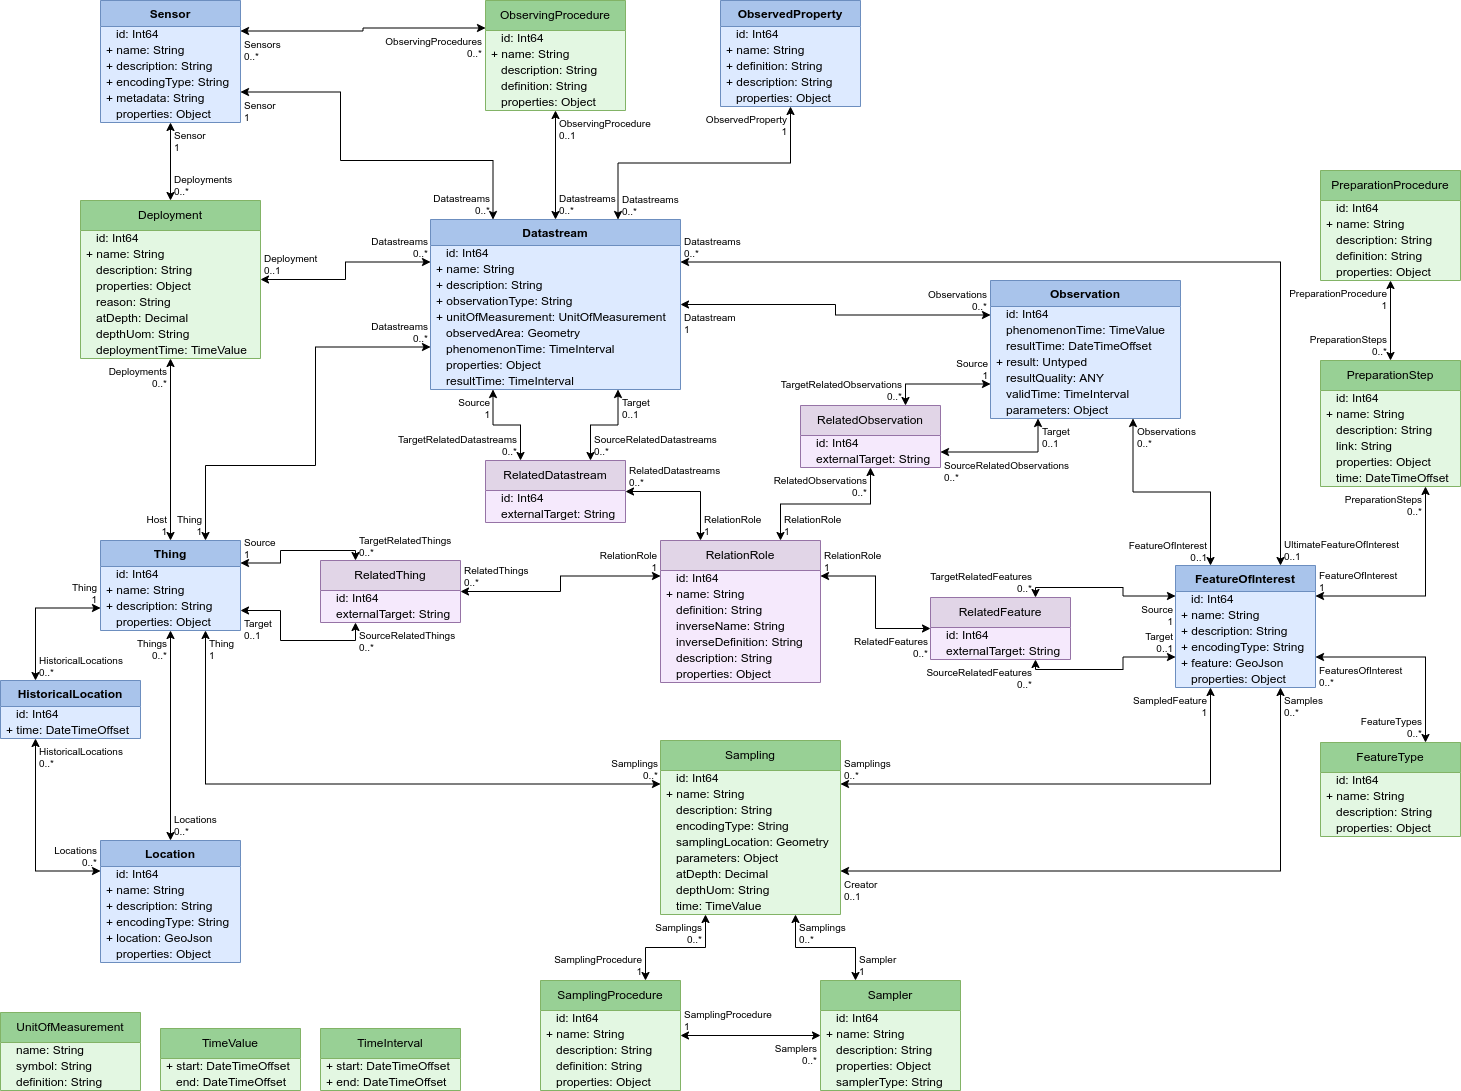 Sensor
id: Int64
+ name: String
+ description: String
+ encodingType: String
+ metadata: String
properties: Object
Sensors
0..*
ObservingProcedures
0..*
Sensor
1
Sensor
1
Deployments
0..*
ObservingProcedure
id: Int64
+ name: String
description: String
definition: String
properties: Object
ObservingProcedure
0..1
ObservedProperty
id: Int64
+ name: String
+ definition: String
+ description: String
properties: Object
ObservedProperty
1
Datastreams
0..*
Datastreams
0..*
Datastreams
0..*
Deployment
id: Int64
+ name: String
description: String
properties: Object
reason: String
atDepth: Decimal
depthUom: String
deploymentTime: TimeValue
Deployment
0..1
Datastreams
0..*
Datastreams
0..*
Deployments
0..*
Datastream
id: Int64
+ name: String
+ description: String
+ observationType: String
+ unitOfMeasurement: UnitOfMeasurement
observedArea: Geometry
phenomenonTime: TimeInterval
properties: Object
resultTime: TimeInterval
Datastreams
0..*
Datastream
1
Observations
0..*
Observation
id: Int64
phenomenonTime: TimeValue
resultTime: DateTimeOffset
+ result: Untyped
resultQuality: ANY
validTime: TimeInterval
parameters: Object
Source
1
TargetRelatedObservations
0..*
Target
0..1
SourceRelatedObservations
0..*
Observations
0..*
PreparationProcedure
id: Int64
+ name: String
description: String
definition: String
properties: Object
PreparationProcedure
1
PreparationSteps
0..*
PreparationStep
id: Int64
+ name: String
description: String
link: String
properties: Object
time: DateTimeOffset
PreparationSteps
0..*
Source
1
Target
0..1
TargetRelatedDatastreams
0..*
SourceRelatedDatastreams
0..*
RelatedDatastream
id: Int64
externalTarget: String
RelatedDatastreams
0..*
RelatedObservation
id: Int64
externalTarget: String
RelatedObservations
0..*
RelationRole
1
RelationRole
1
Host
1
Thing
1
Thing
id: Int64
+ name: String
+ description: String
properties: Object
Source
1
TargetRelatedThings
0..*
Target
0..1
SourceRelatedThings
0..*
RelatedThing
id: Int64
externalTarget: String
RelatedThings
0..*
RelationRole
1
RelationRole
id: Int64
+ name: String
definition: String
inverseName: String
inverseDefinition: String
description: String
properties: Object
RelationRole
1
RelatedFeatures
0..*
TargetRelatedFeatures
0..*
RelatedFeature
id: Int64
externalTarget: String
SourceRelatedFeatures
0..*
Source
1
Target
0..1
FeatureOfInterest
0..1
UltimateFeatureOfInterest
0..1
FeatureOfInterest
id: Int64
+ name: String
+ description: String
+ encodingType: String
+ feature: GeoJson
properties: Object
FeatureOfInterest
1
FeaturesOfInterest
0..*
FeatureTypes
0..*
FeatureType
id: Int64
+ name: String
description: String
properties: Object
SampledFeature
1
Samples
0..*
Thing
1
Things
0..*
Thing
1
HistoricalLocations
0..*
HistoricalLocation
id: Int64
+ time: DateTimeOffset
HistoricalLocations
0..*
Locations
0..*
Locations
0..*
Location
id: Int64
+ name: String
+ description: String
+ encodingType: String
+ location: GeoJson
properties: Object
Samplings
0..*
Sampling
id: Int64
+ name: String
description: String
encodingType: String
samplingLocation: Geometry
parameters: Object
atDepth: Decimal
depthUom: String
time: TimeValue
Samplings
0..*
Creator
0..1
Samplings
0..*
Samplings
0..*
SamplingProcedure
1
Sampler
1
SamplingProcedure
id: Int64
+ name: String
description: String
definition: String
properties: Object
SamplingProcedure
1
Samplers
0..*
Sampler
id: Int64
+ name: String
description: String
properties: Object
samplerType: String
UnitOfMeasurement
name: String
symbol: String
definition: String
TimeValue
+ start: DateTimeOffset
end: DateTimeOffset
TimeInterval
+ start: DateTimeOffset
+ end: DateTimeOffset